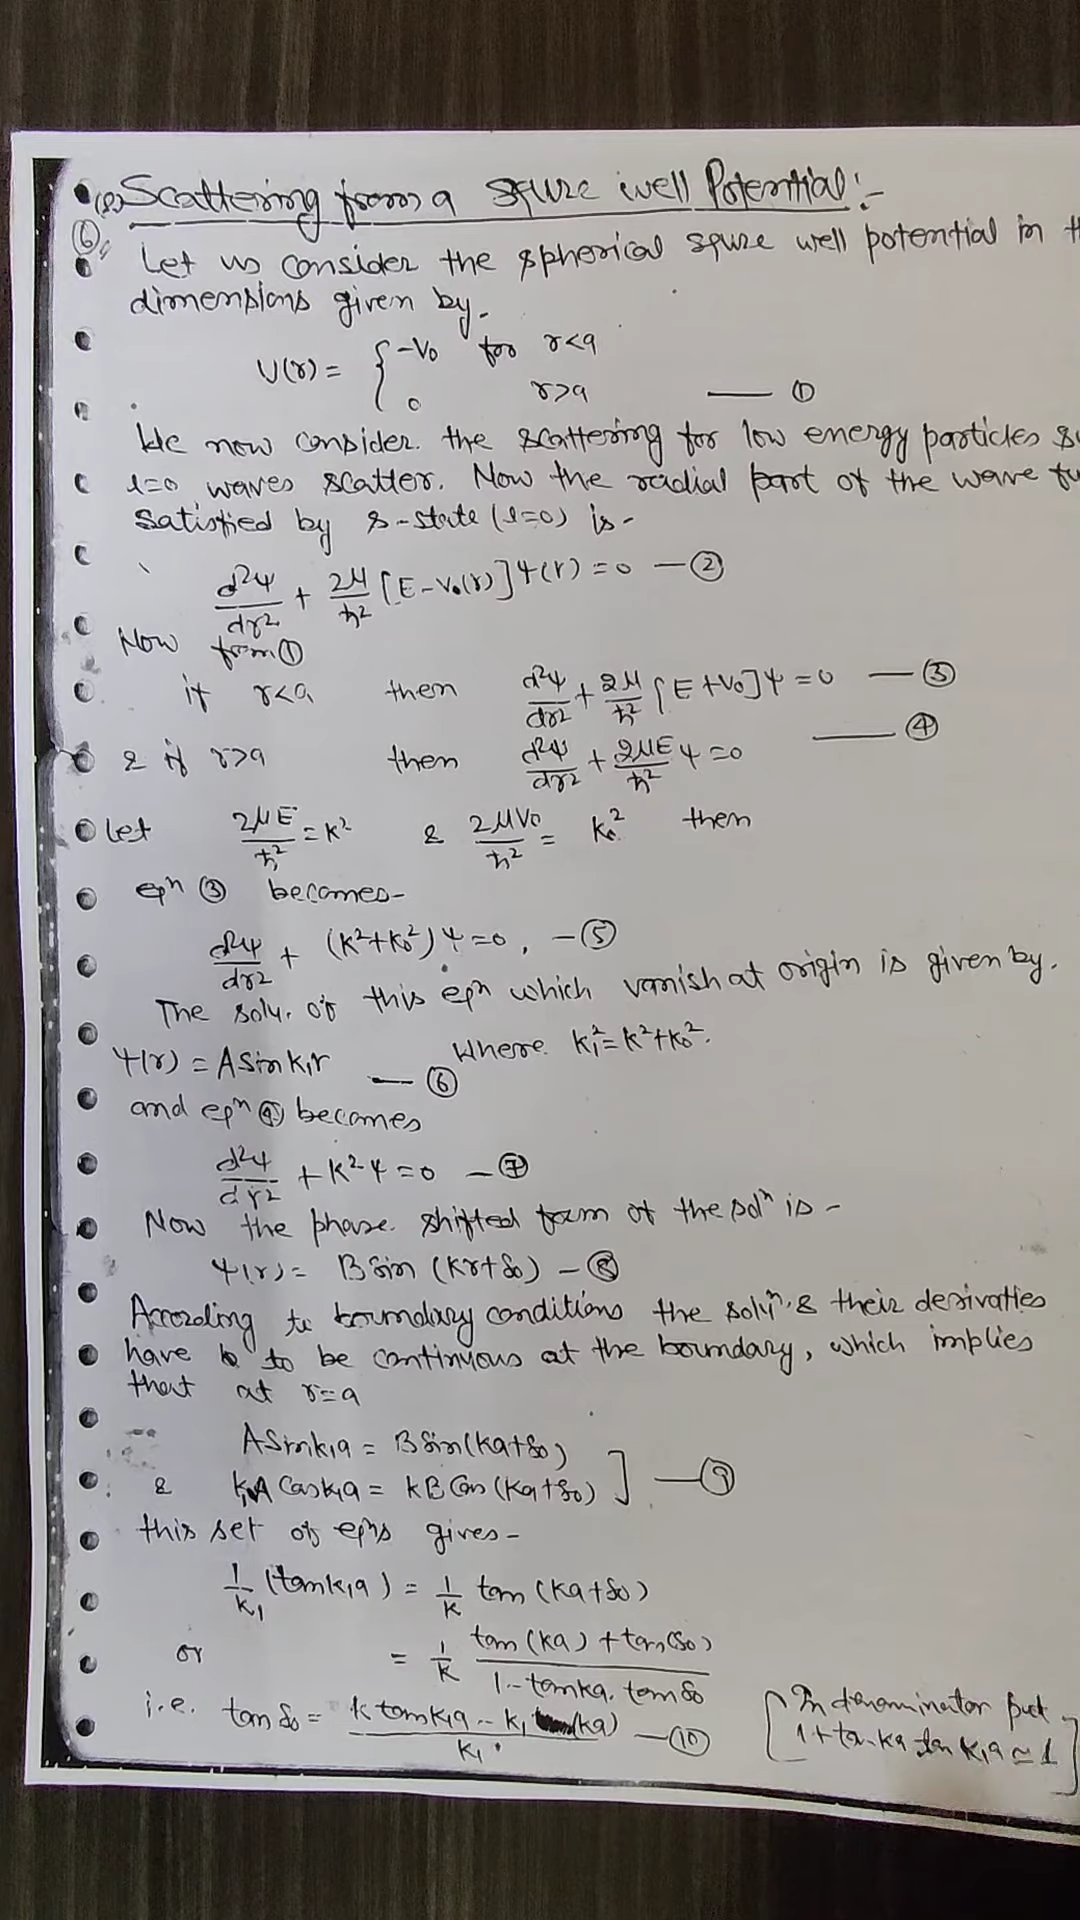 (2) Scattering from a squre well Potential :-
⑥ Let us consider the spherical squre well potential in
dimensions given by.
V(r) = { -V₀ for r<a
0 r>a — ①
We now consider the scattering for low energy particles
l=0 waves scatter. Now the radial part of the wave
satisfied by s-state (l=0) is -
d²ψ/dr² + 2μ/ħ² [E-V₀(r)] ψ(r) = 0 — ②
Now from ①
if r<a then d²ψ/dr² + 2μ/ħ² [E+V₀] ψ = 0 — ③
& if r>a then d²ψ/dr² + 2μE/ħ² ψ = 0 — ④
Let 2μE/ħ² = K² & 2μV₀/ħ² = K₀² then
eqⁿ ③ becomes-
d²ψ/dr² + (K²+K₀²) ψ = 0, — ⑤
The solu. of this eqⁿ which vanish at origin is given by.
ψ(r) = A Sin K₁r — ⑥ Where K₁² = K²+K₀².
and eqⁿ ④ becomes
d²ψ/dr² + K²ψ = 0 — ⑦
Now the phase shifted form of the solⁿ is -
ψ(r) = B Sin (Kr+δ₀) — ⑧
According to boundary conditions the solyⁿ. & their derivaties
have to be continuous at the boundary, which implies
that at r=a
A Sin K₁a = B Sin (Ka+δ₀)
& K₁A Cos K₁a = KB Cos (Ka+δ₀) ] — ⑨
this set of eqⁿs gives-
1/K₁ (tan K₁a) = 1/K tan (Ka+δ₀)
or = 1/K (tan (Ka) + tan(δ₀))/(1-tan Ka. tan δ₀)
i.e. tan δ₀ = (K tan K₁a - K₁ (Ka))/K₁ — ⑩ [In denominator put
1+tan Ka tan K₁a ≃ 1]